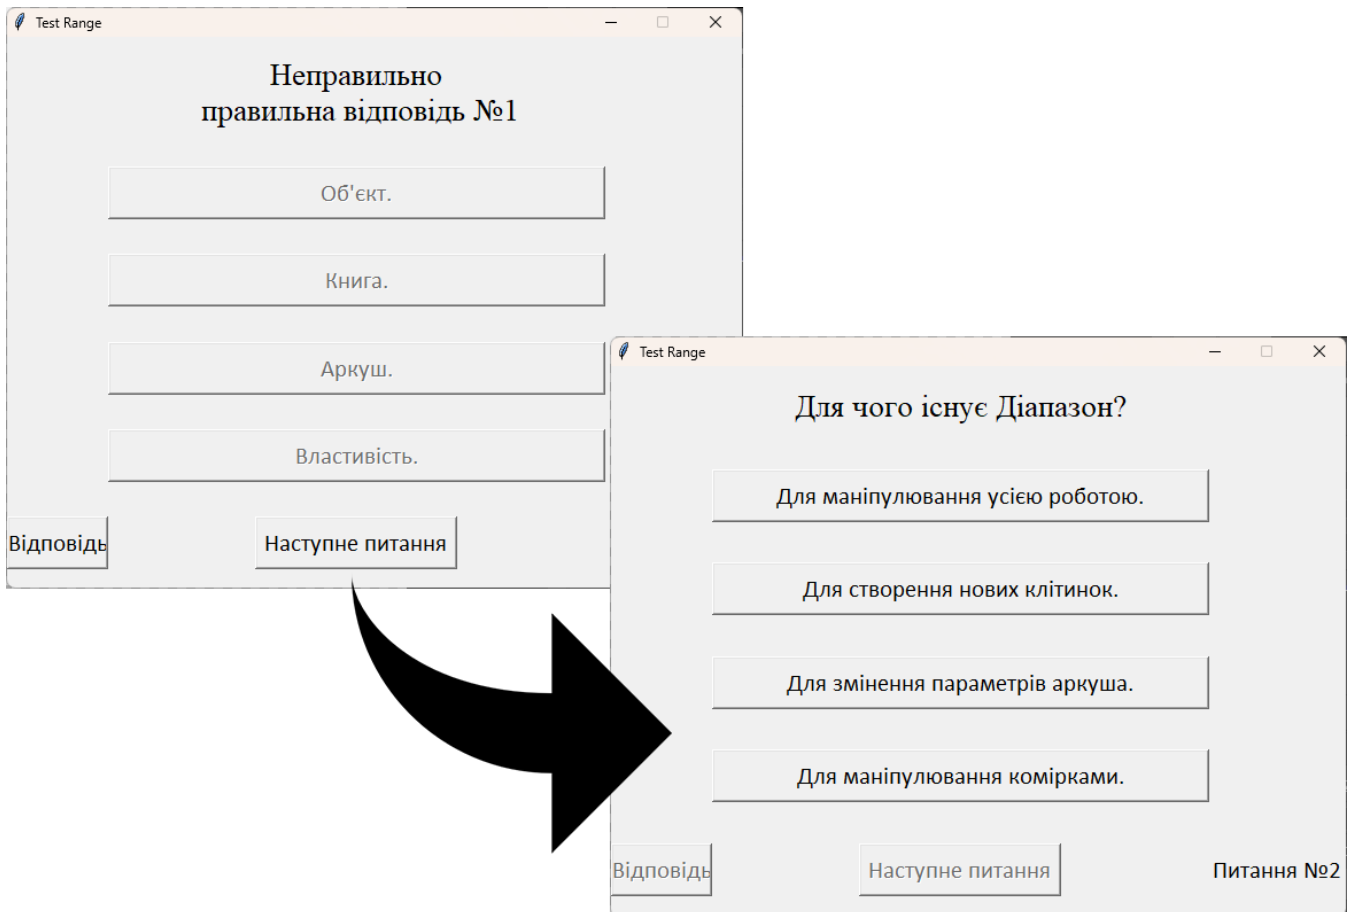 Test Range
Неправильно
правильна відповідь №1
Об'єкт.
Книга.
Аркуш.
Властивість.
Відповідь
Наступне питання
Test Range
Для чого існує Діапазон?
Для маніпулювання усією роботою.
Для створення нових клітинок.
Для змінення параметрів аркуша.
Для маніпулювання комірками.
Відповідь
Наступне питання
Питання №2